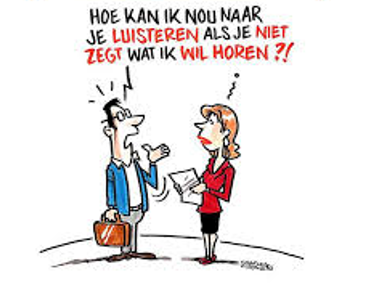 HOE KAN IK NOU NAAR
JE LUISTEREN ALS JE NIET
ZEGT WAT IK WIL HOREN ?!